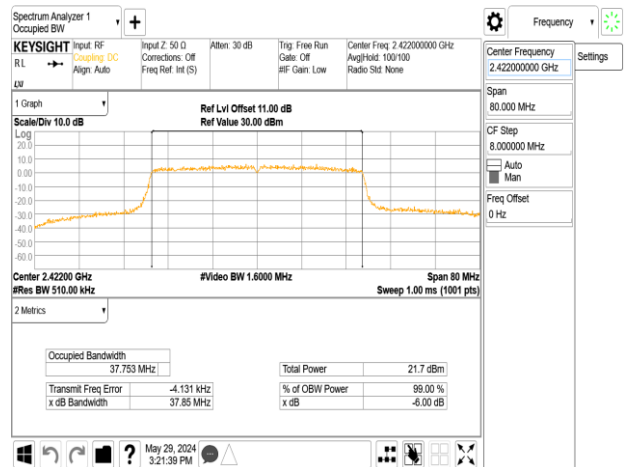 Spectrum Analyzer 1
Occupied BW
Frequency
KEYSIGHT
Input: RF
Coupling: DC
Align: Auto
Input Z: 50 Ω
Corrections: Off
Freq Ref: Int (S)
Atten: 30 dB
Trig: Free Run
Gate: Off
#IF Gain: Low
Center Freq: 2.422000000 GHz
Avg|Hold: 100/100
Radio Std: None
RL
LXI
Center Frequency
2.422000000 GHz
Settings
Span
80.000 MHz
CF Step
8.000000 MHz
Auto
Man
Freq Offset
0 Hz
1 Graph
Scale/Div 10.0 dB
Ref Lvl Offset 11.00 dB
Ref Value 30.00 dBm
Log
20.0
10.0
0.00
-10.0
-20.0
-30.0
-40.0
-50.0
-60.0
Center 2.42200 GHz
#Video BW 1.6000 MHz
Span 80 MHz
#Res BW 510.00 kHz
Sweep 1.00 ms (1001 pts)
2 Metrics
Occupied Bandwidth
37.753 MHz
Total Power 21.7 dBm
Transmit Freq Error -4.131 kHz
% of OBW Power 99.00 %
x dB Bandwidth 37.85 MHz
x dB -6.00 dB
?
May 29, 2024
3:21:39 PM